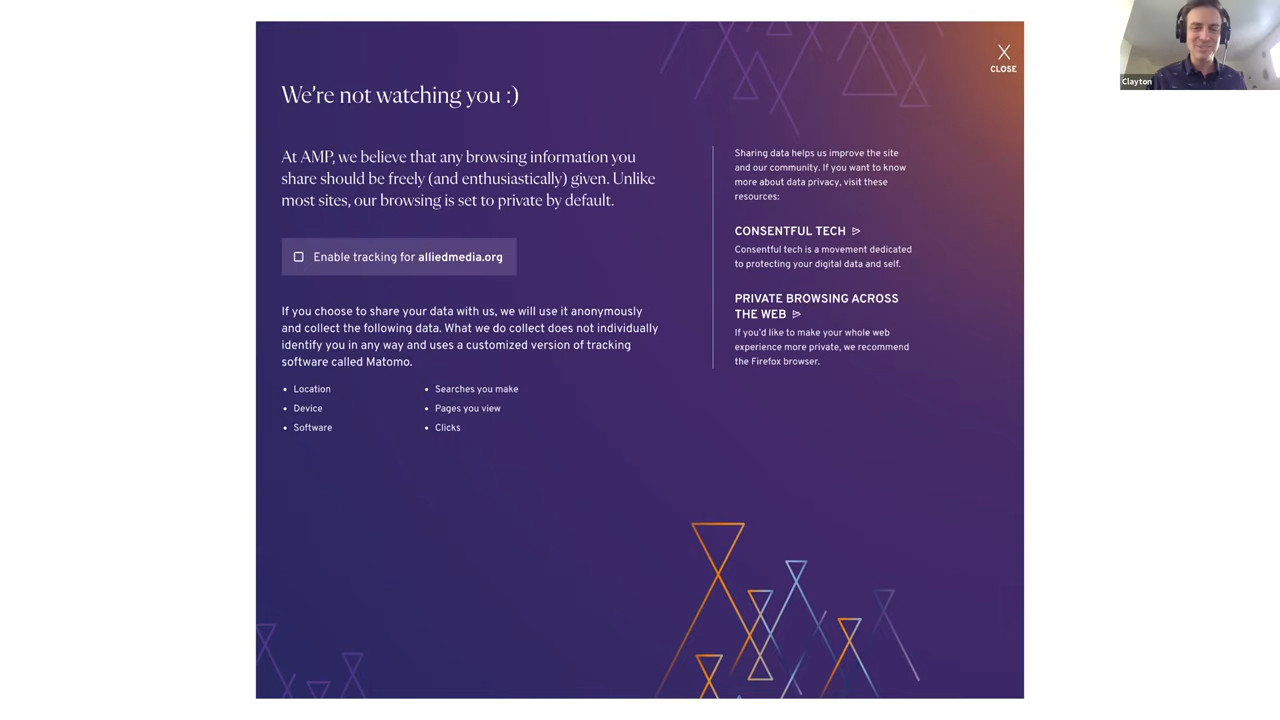 We're not watching you :)
At AMP, we believe that any browsing information you
share should be freely (and enthusiastically) given. Unlike
most sites, our browsing is set to private by default.
Enable tracking for alliedmedia.org
If you choose to share your data with us, we will use it anonymously
and collect the following data. What we do collect does not individually
identify you in any way and uses a customized version of tracking
software called Matomo.
• Location
• Device
• Software
• Searches you make
• Pages you view
• Clicks
Sharing data helps us improve the site
and our community. If you want to know
more about data privacy, visit these
resources:
CONSENTFUL TECH
Consentful tech is a movement dedicated
to protecting your digital data and self.
PRIVATE BROWSING ACROSS
THE WEB
If you'd like to make your whole web
experience more private, we recommend
the Firefox browser.
X
CLOSE
Clayton